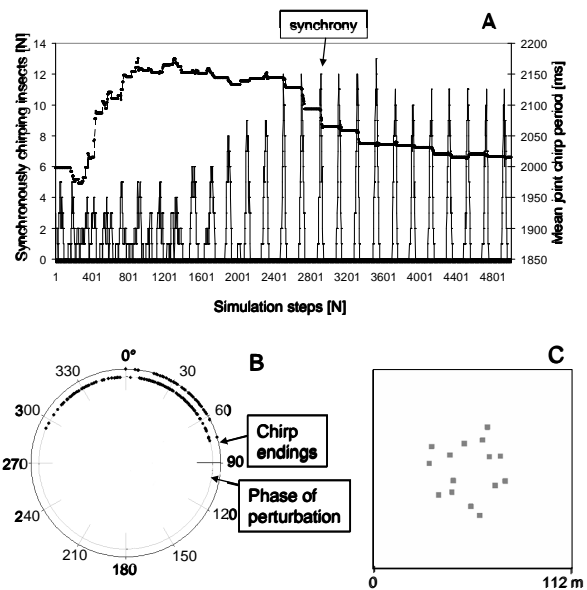 synchrony
A
Synchronously chirping insects [N]
14
12
10
8
6
4
2
0
2200
2150
2100
2050
2000
1950
1900
1850
Mean joint chirp period [ms]
1 401 801 1201 1601 2001 2401 2801 3201 3601 4001 4401 4801
Simulation steps [N]
B
0°
30
60
90
120
150
180
210
240
270
300
330
Chirp
endings
Phase of
perturbation
C
0 112 m